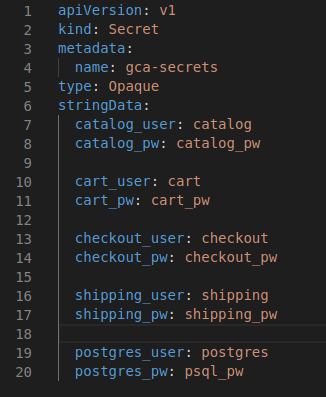 1 apiVersion: v1
2 kind: Secret
3 metadata:
4   name: gca-secrets
5 type: Opaque
6 stringData:
7   catalog_user: catalog
8   catalog_pw: catalog_pw
9
10   cart_user: cart
11   cart_pw: cart_pw
12
13   checkout_user: checkout
14   checkout_pw: checkout_pw
15
16   shipping_user: shipping
17   shipping_pw: shipping_pw
18
19   postgres_user: postgres
20   postgres_pw: psql_pw